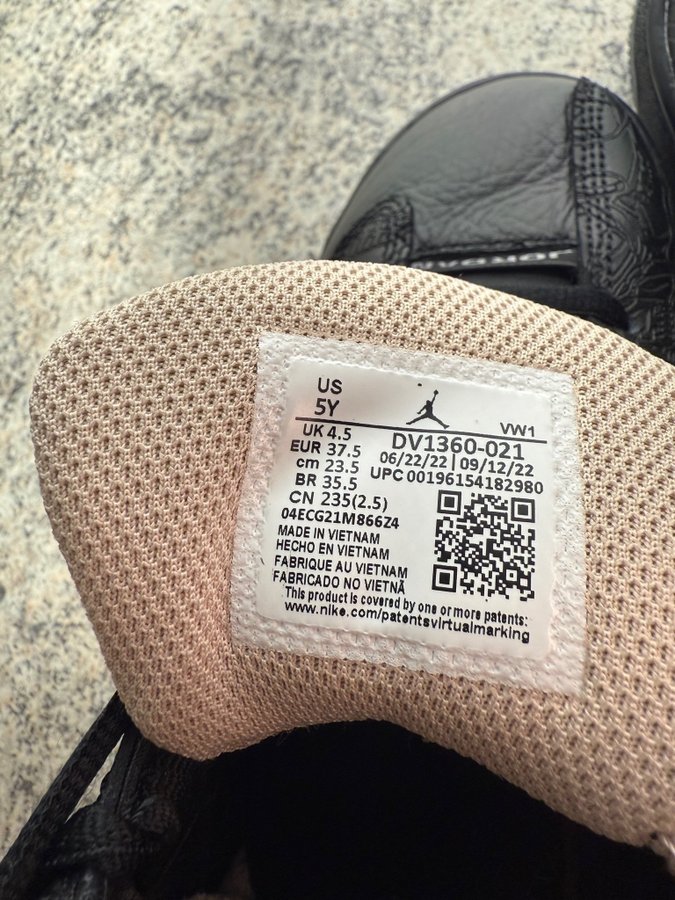 US
5Y
VW1
UK 4.5
DV1360-021
EUR 37.5
06/22/22 | 09/12/22
cm 23.5
UPC 00196154182980
BR 35.5
CN 235(2.5)
04ECG21M866Z4
MADE IN VIETNAM
HECHO EN VIETNAM
FABRIQUE AU VIETNAM
FABRICADO NO VIETNÃ
This product is covered by one or more patents:
www.nike.com/patentsvirtualmarking